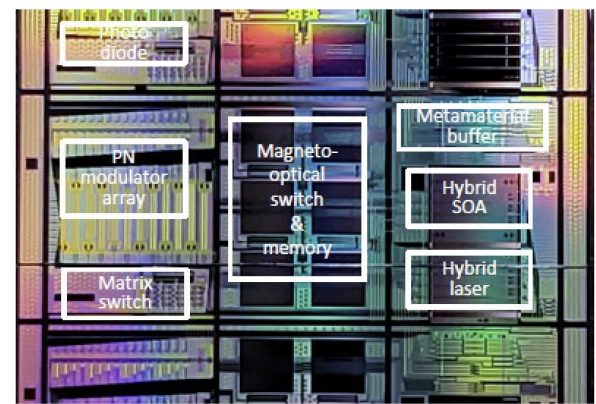 Photo
diode
PN
modulator
array
Matrix
switch
Magneto-
optical
switch
&
memory
Metamaterial
buffer
Hybrid
SOA
Hybrid
laser